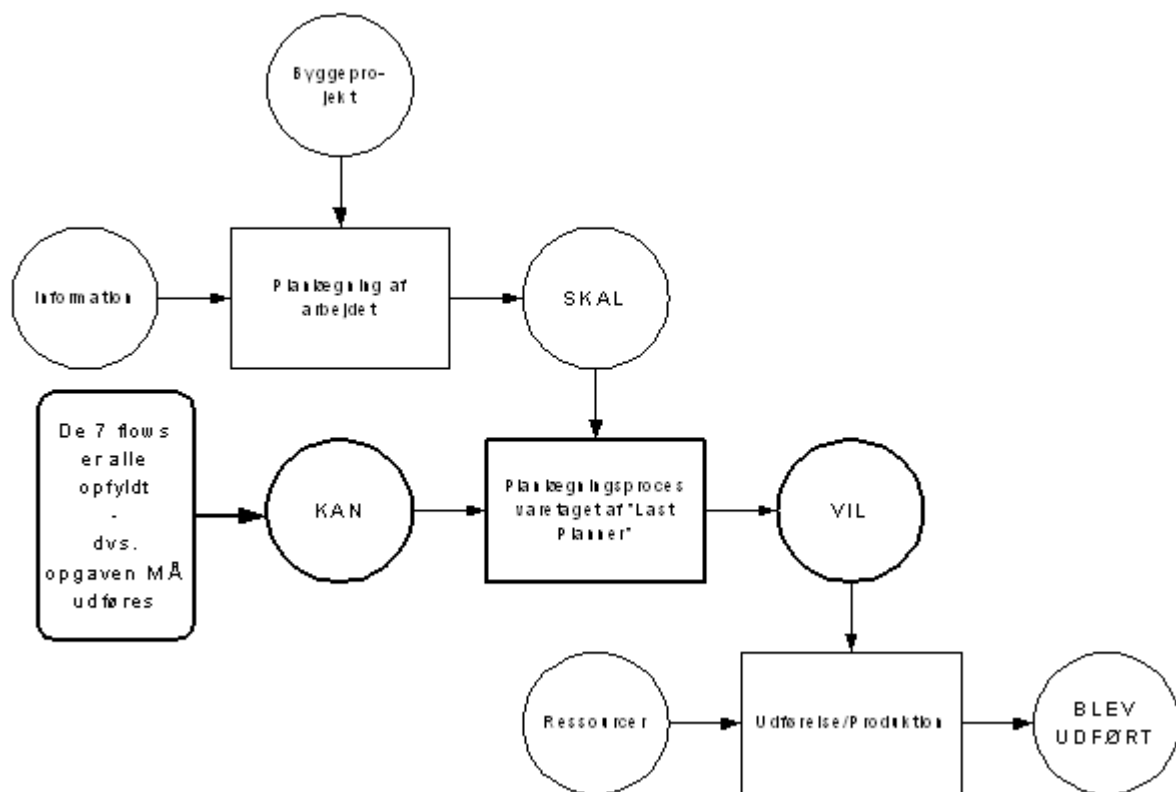 Byggepro-
jekt
Information
Planlægning af
arbejdet
SKAL
De 7 flows
er alle
opfyldt
-
dvs.
opgaven MÅ
udføres
KAN
Planlægningsproces
varetaget af "Last
Planner"
VIL
Ressourcer
Udførelse/Produktion
BLEV
UDFØRT